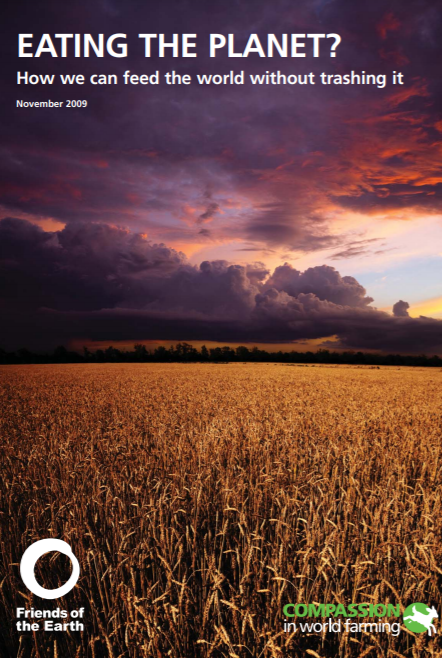 EATING THE PLANET?
How we can feed the world without trashing it
November 2009
Friends of
the Earth
COMPASSION
in world farming